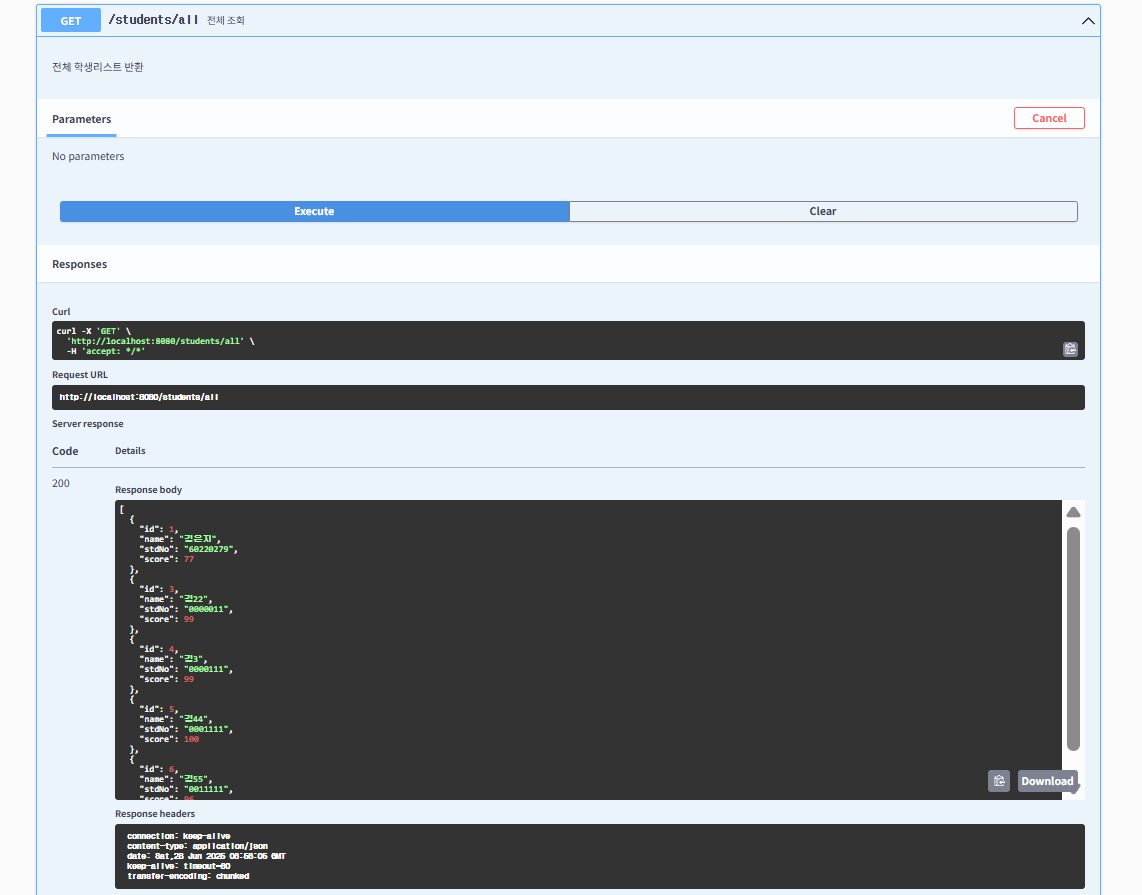 GET /students/all 전체 조회
전체 학생리스트 반환
Parameters
Cancel
No parameters
Execute
Clear
Responses
Curl
curl -X 'GET' \
'http://localhost:8080/students/all' \
-H 'accept: */*'
Request URL
http://localhost:8080/students/all
Server response
Code Details
200
Response body
[
{
"id": 1,
"name": "김은지",
"stdNo": "60220279",
"score": 77
},
{
"id": 3,
"name": "김22",
"stdNo": "0000011",
"score": 99
},
{
"id": 4,
"name": "김3",
"stdNo": "0000111",
"score": 99
},
{
"id": 5,
"name": "김44",
"stdNo": "0001111",
"score": 100
},
{
"id": 6,
"name": "김55",
"stdNo": "0011111",
"score": 96
Download
Response headers
connection: keep-alive
content-type: application/json
date: Sat,28 Jun 2025 06:56:05 GMT
keep-alive: timeout=60
transfer-encoding: chunked